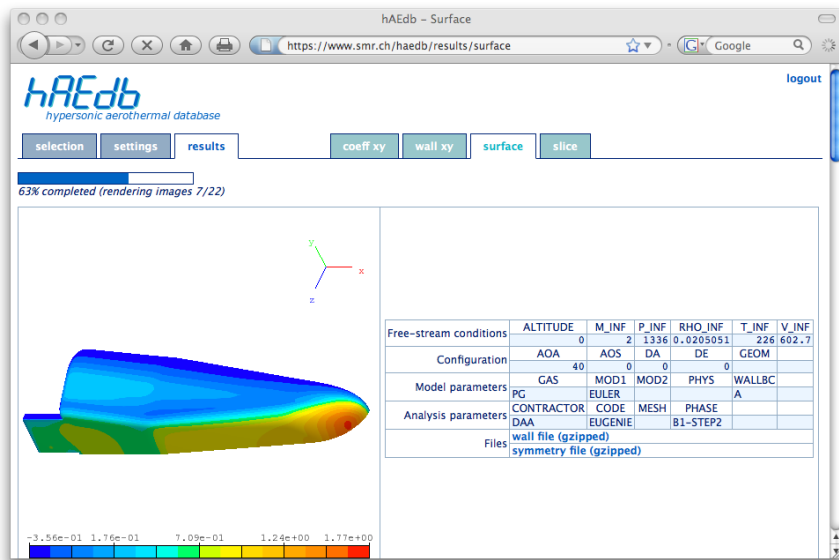 hAEdb – Surface
https://www.smr.ch/haedb/results/surface
G Google
logout
hAEdb
hypersonic aerothermal database
selection settings results coeff xy wall xy surface slice
63% completed (rendering images 7/22)
y
x
z
Free-stream conditions ALTITUDE M_INF P_INF RHO_INF T_INF V_INF
0 2 1336 0.0205051 226 602.7
Configuration AOA AOS DA DE GEOM
40 0 0 0
Model parameters GAS MOD1 MOD2 PHYS WALLBC
PG EULER A
Analysis parameters CONTRACTOR CODE MESH PHASE
DAA EUGENIE B1-STEP2
Files wall file (gzipped)
symmetry file (gzipped)
-3.56e-01 1.76e-01 7.09e-01 1.24e+00 1.77e+00